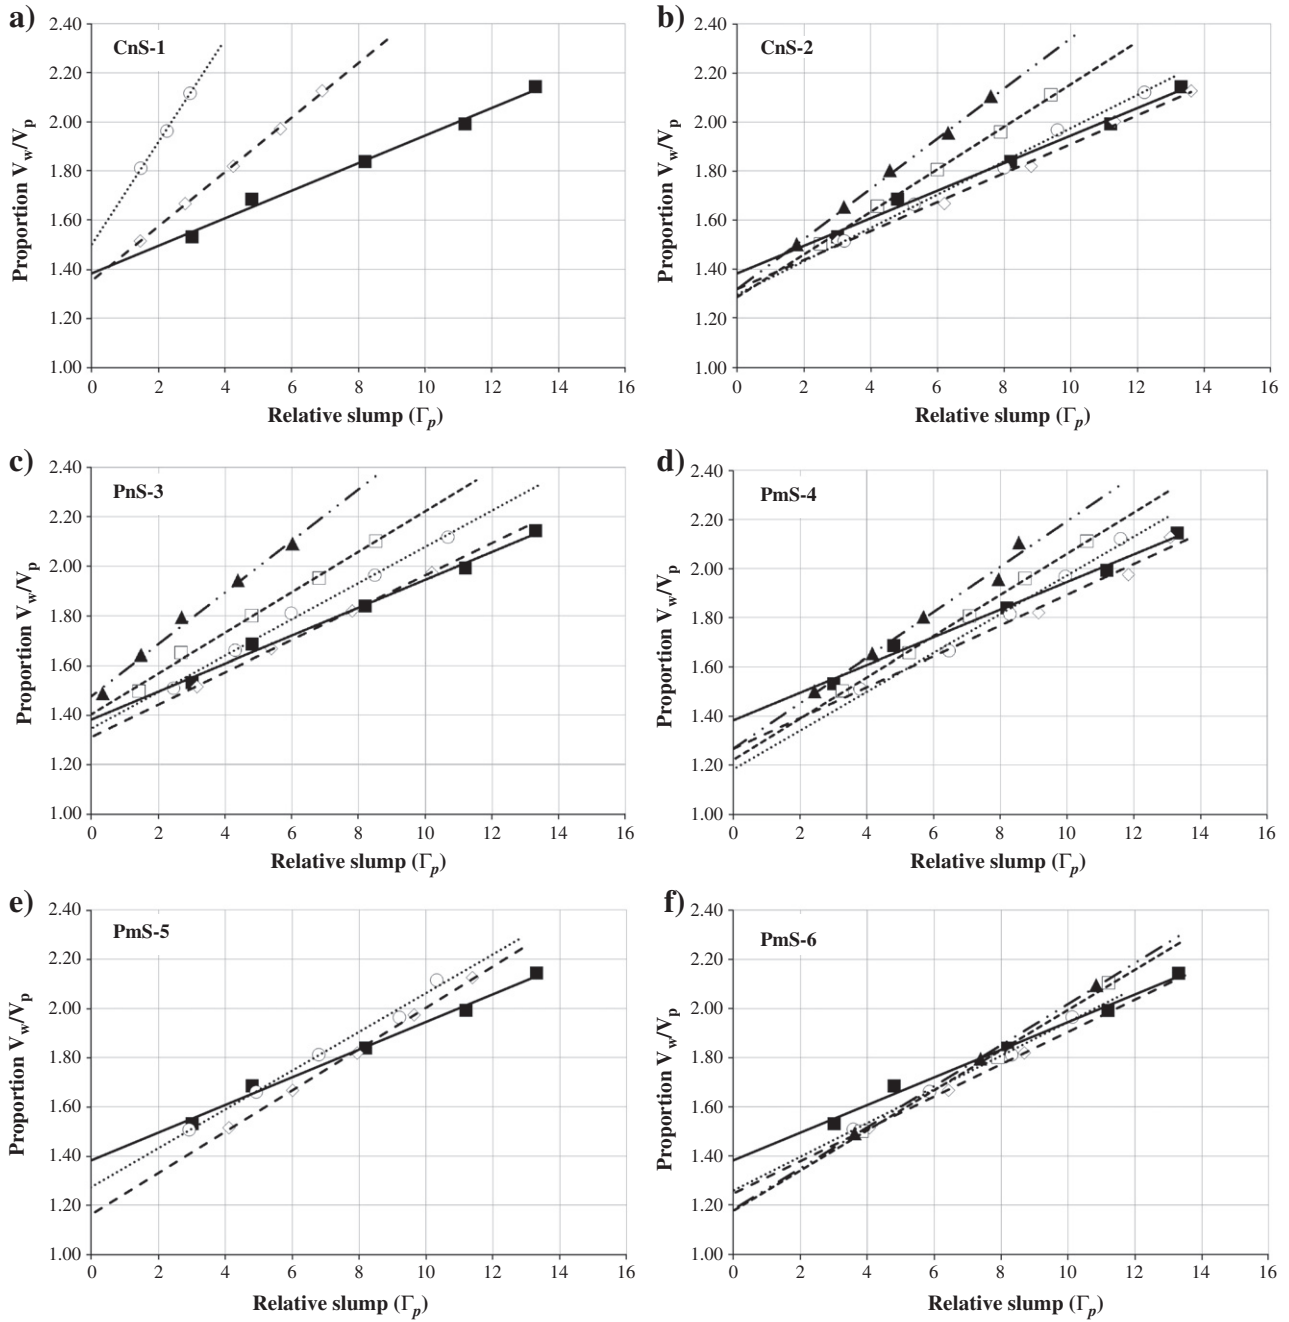 a)
CnS-1
2.40
2.20
2.00
1.80
1.60
1.40
1.20
1.00
Proportion Vw/Vp
0 2 4 6 8 10 12 14 16
Relative slump (Γp)
b)
CnS-2
2.40
2.20
2.00
1.80
1.60
1.40
1.20
1.00
Proportion Vw/Vp
0 2 4 6 8 10 12 14 16
Relative slump (Γp)
c)
PnS-3
2.40
2.20
2.00
1.80
1.60
1.40
1.20
1.00
Proportion Vw/Vp
0 2 4 6 8 10 12 14 16
Relative slump (Γp)
d)
PmS-4
2.40
2.20
2.00
1.80
1.60
1.40
1.20
1.00
Proportion Vw/Vp
0 2 4 6 8 10 12 14 16
Relative slump (Γp)
e)
PmS-5
2.40
2.20
2.00
1.80
1.60
1.40
1.20
1.00
Proportion Vw/Vp
0 2 4 6 8 10 12 14 16
Relative slump (Γp)
f)
PmS-6
2.40
2.20
2.00
1.80
1.60
1.40
1.20
1.00
Proportion Vw/Vp
0 2 4 6 8 10 12 14 16
Relative slump (Γp)